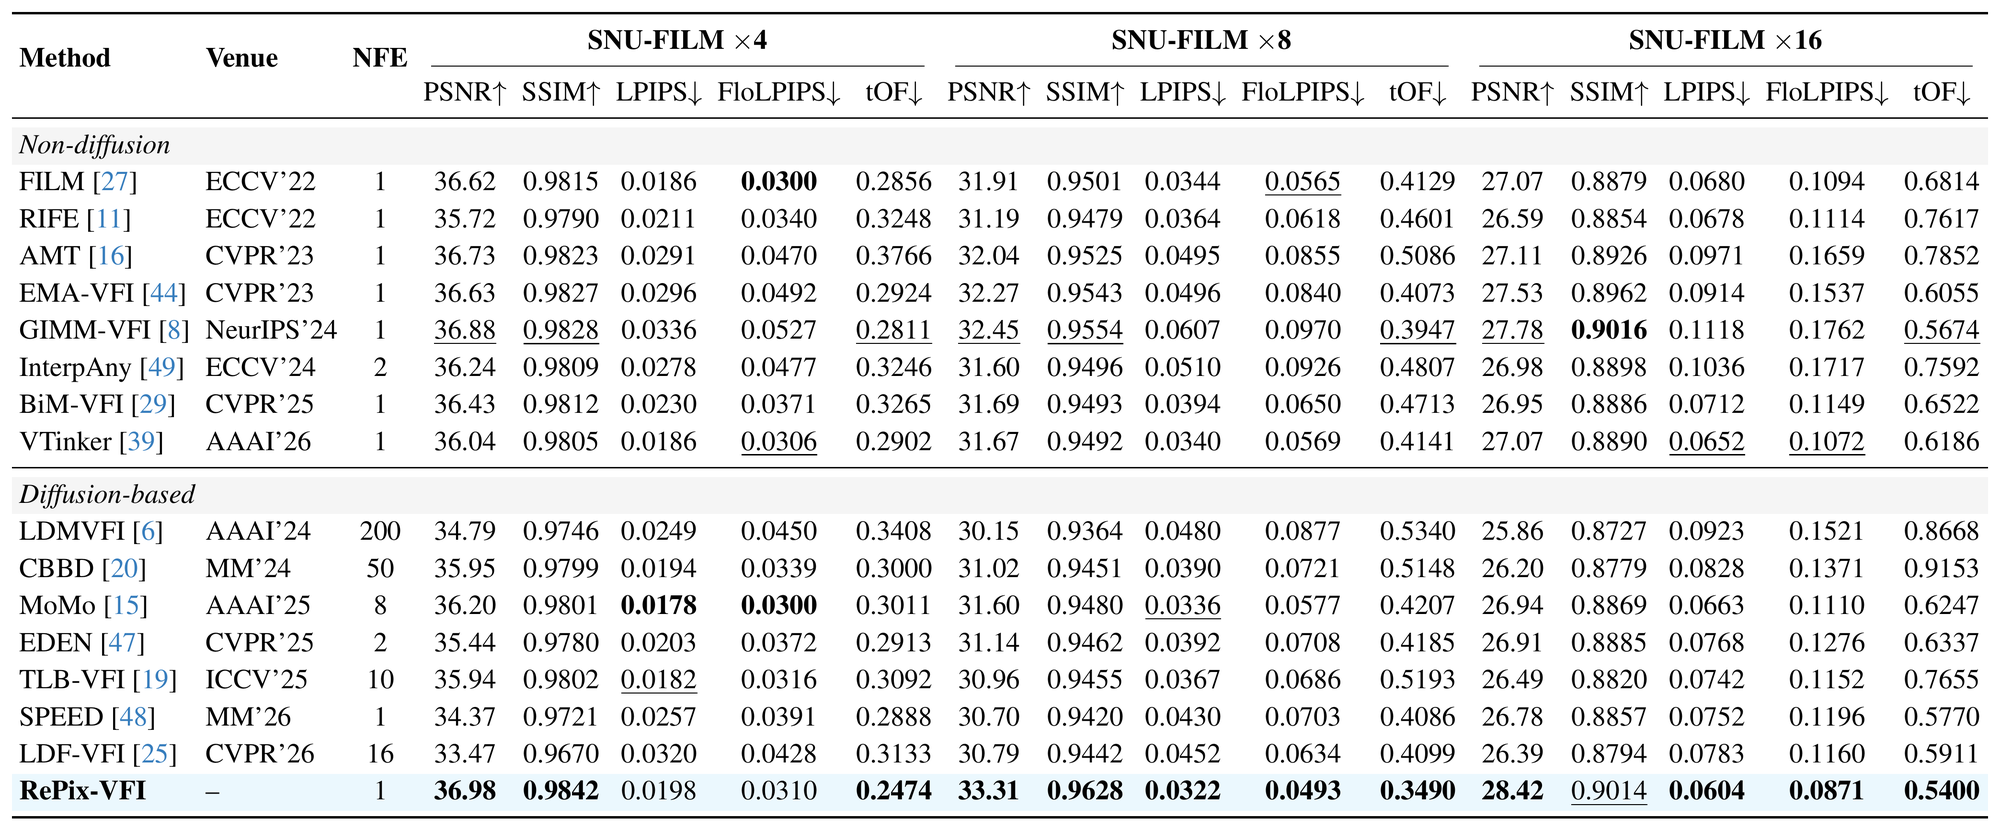 Method Venue NFE SNU-FILM ×4 SNU-FILM ×8 SNU-FILM ×16
PSNR↑ SSIM↑ LPIPS↓ FloLPIPS↓ tOF↓ PSNR↑ SSIM↑ LPIPS↓ FloLPIPS↓ tOF↓ PSNR↑ SSIM↑ LPIPS↓ FloLPIPS↓ tOF↓
Non-diffusion
FILM [27] ECCV’22 1 36.62 0.9815 0.0186 0.0300 0.2856 31.91 0.9501 0.0344 0.0565 0.4129 27.07 0.8879 0.0680 0.1094 0.6814
RIFE [11] ECCV’22 1 35.72 0.9790 0.0211 0.0340 0.3248 31.19 0.9479 0.0364 0.0618 0.4601 26.59 0.8854 0.0678 0.1114 0.7617
AMT [16] CVPR’23 1 36.73 0.9823 0.0291 0.0470 0.3766 32.04 0.9525 0.0495 0.0855 0.5086 27.11 0.8926 0.0971 0.1659 0.7852
EMA-VFI [44] CVPR’23 1 36.63 0.9827 0.0296 0.0492 0.2924 32.27 0.9543 0.0496 0.0840 0.4073 27.53 0.8962 0.0914 0.1537 0.6055
GIMM-VFI [8] NeurIPS’24 1 36.88 0.9828 0.0336 0.0527 0.2811 32.45 0.9554 0.0607 0.0970 0.3947 27.78 0.9016 0.1118 0.1762 0.5674
InterpAny [49] ECCV’24 2 36.24 0.9809 0.0278 0.0477 0.3246 31.60 0.9496 0.0510 0.0926 0.4807 26.98 0.8898 0.1036 0.1717 0.7592
BiM-VFI [29] CVPR’25 1 36.43 0.9812 0.0230 0.0371 0.3265 31.69 0.9493 0.0394 0.0650 0.4713 26.95 0.8886 0.0712 0.1149 0.6522
VTinker [39] AAAI’26 1 36.04 0.9805 0.0186 0.0306 0.2902 31.67 0.9492 0.0340 0.0569 0.4141 27.07 0.8890 0.0652 0.1072 0.6186
Diffusion-based
LDMVFI [6] AAAI’24 200 34.79 0.9746 0.0249 0.0450 0.3408 30.15 0.9364 0.0480 0.0877 0.5340 25.86 0.8727 0.0923 0.1521 0.8668
CBBD [20] MM’24 50 35.95 0.9799 0.0194 0.0339 0.3000 31.02 0.9451 0.0390 0.0721 0.5148 26.20 0.8779 0.0828 0.1371 0.9153
MoMo [15] AAAI’25 8 36.20 0.9801 0.0178 0.0300 0.3011 31.60 0.9480 0.0336 0.0577 0.4207 26.94 0.8869 0.0663 0.1110 0.6247
EDEN [47] CVPR’25 2 35.44 0.9780 0.0203 0.0372 0.2913 31.14 0.9462 0.0392 0.0708 0.4185 26.91 0.8885 0.0768 0.1276 0.6337
TLB-VFI [19] ICCV’25 10 35.94 0.9802 0.0182 0.0316 0.3092 30.96 0.9455 0.0367 0.0686 0.5193 26.49 0.8820 0.0742 0.1152 0.7655
SPEED [48] MM’26 1 34.37 0.9721 0.0257 0.0391 0.2888 30.70 0.9420 0.0430 0.0703 0.4086 26.78 0.8857 0.0752 0.1196 0.5770
LDF-VFI [25] CVPR’26 16 33.47 0.9670 0.0320 0.0428 0.3133 30.79 0.9442 0.0452 0.0634 0.4099 26.39 0.8794 0.0783 0.1160 0.5911
RePix-VFI – 1 36.98 0.9842 0.0198 0.0310 0.2474 33.31 0.9628 0.0322 0.0493 0.3490 28.42 0.9014 0.0604 0.0871 0.5400